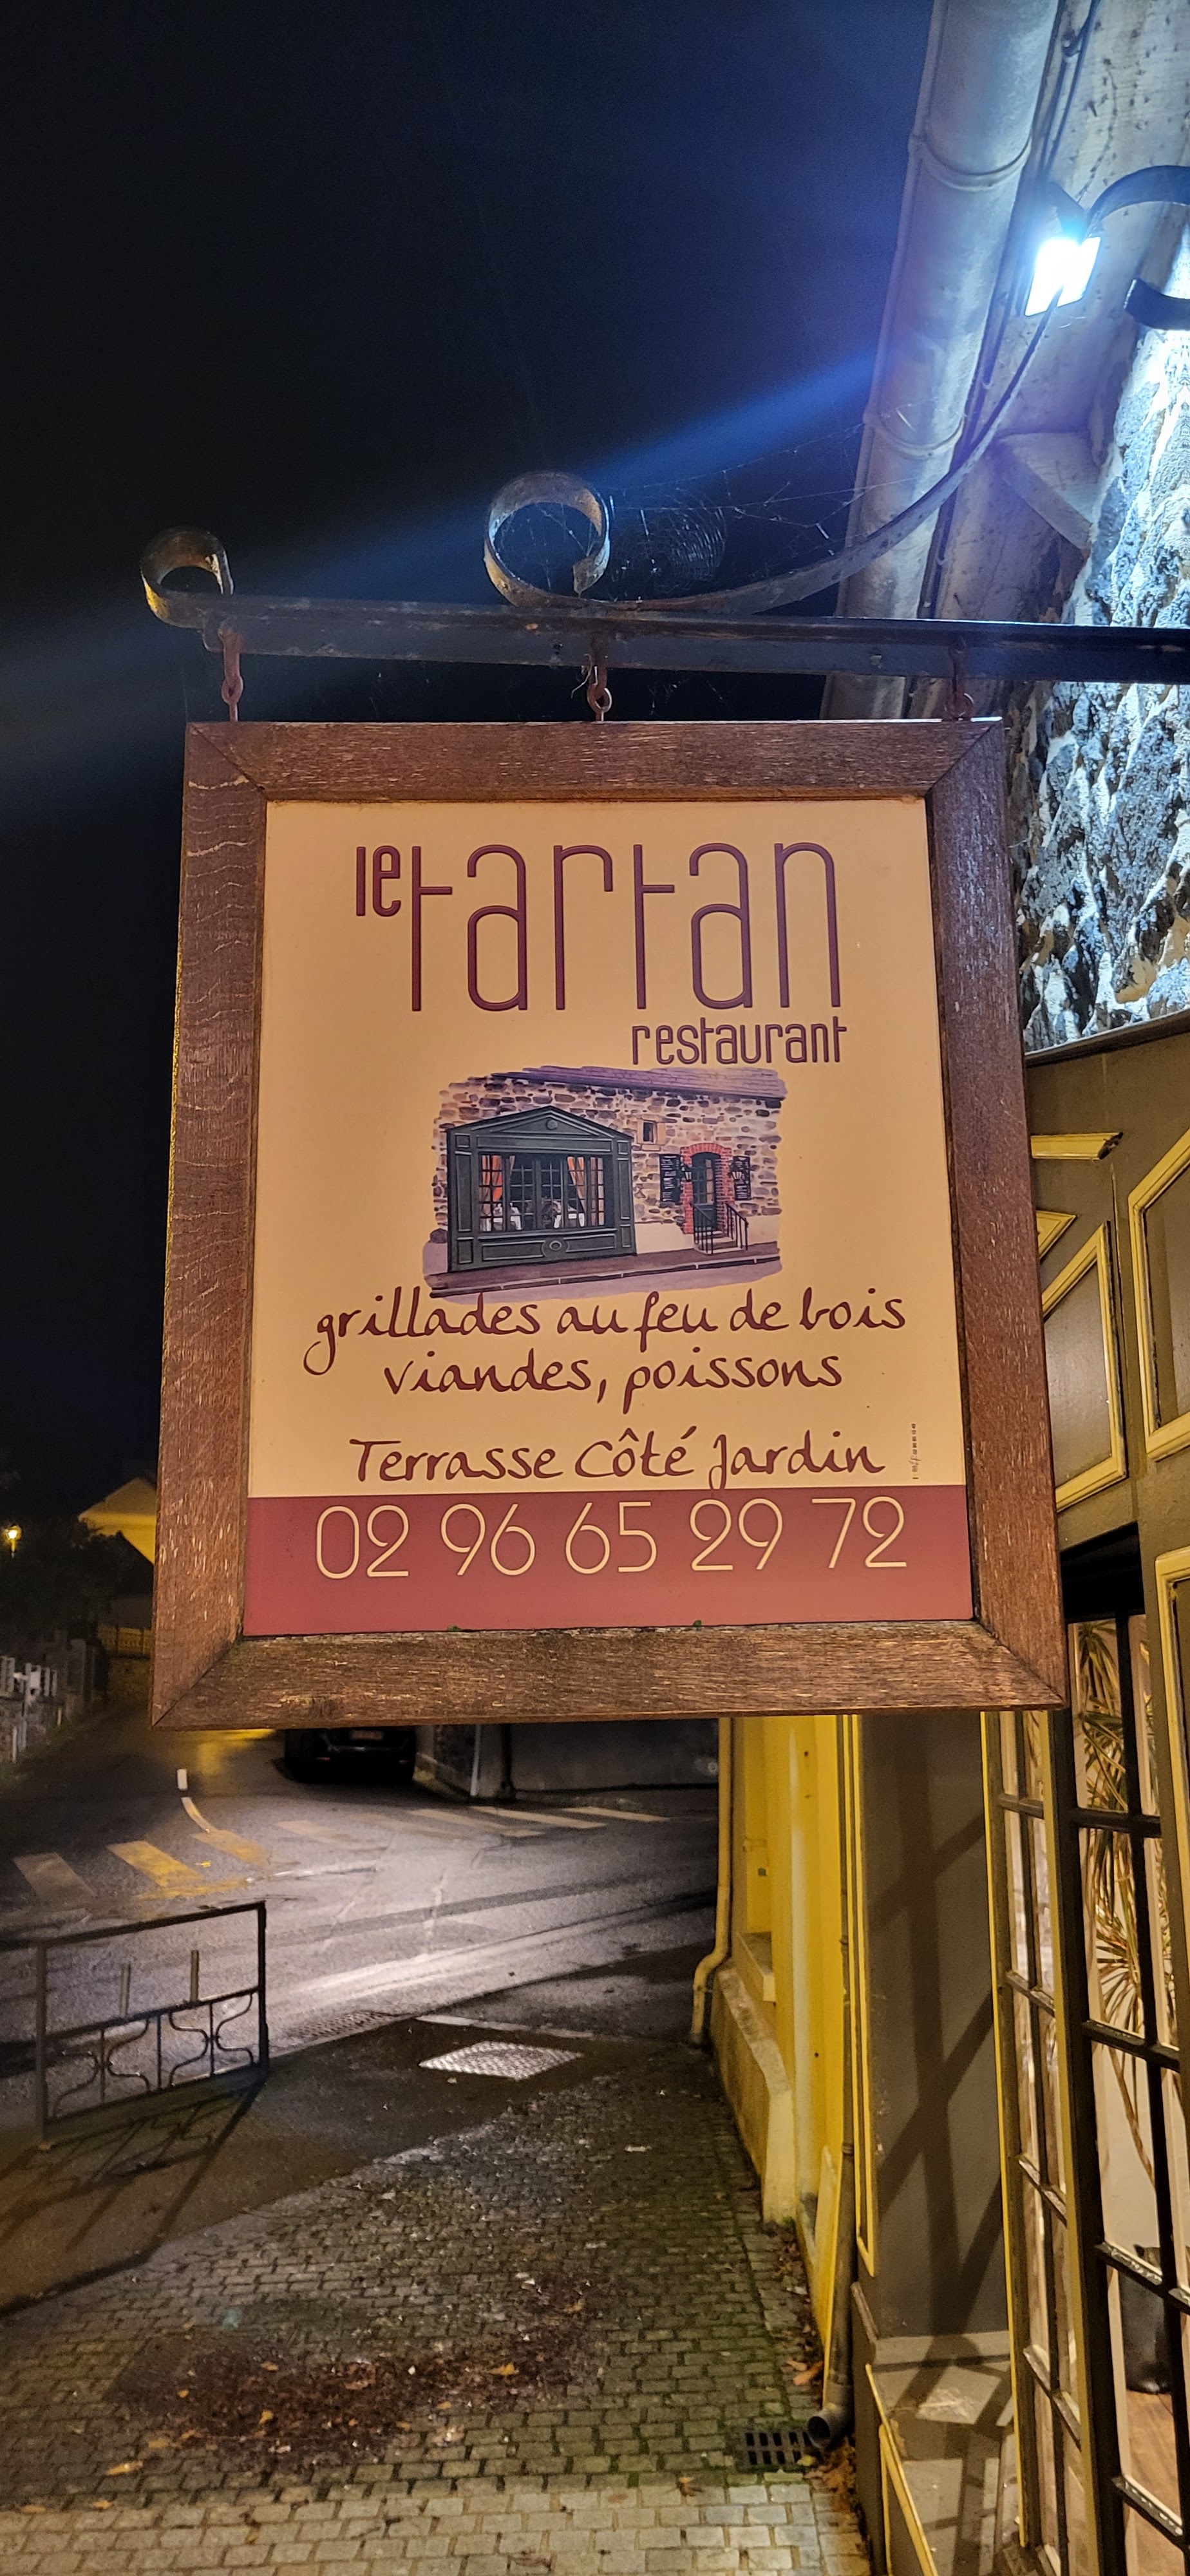 le tartan
restaurant
grillades au feu de bois
viandes, poissons
Terrasse Côté Jardin
02 96 65 29 72